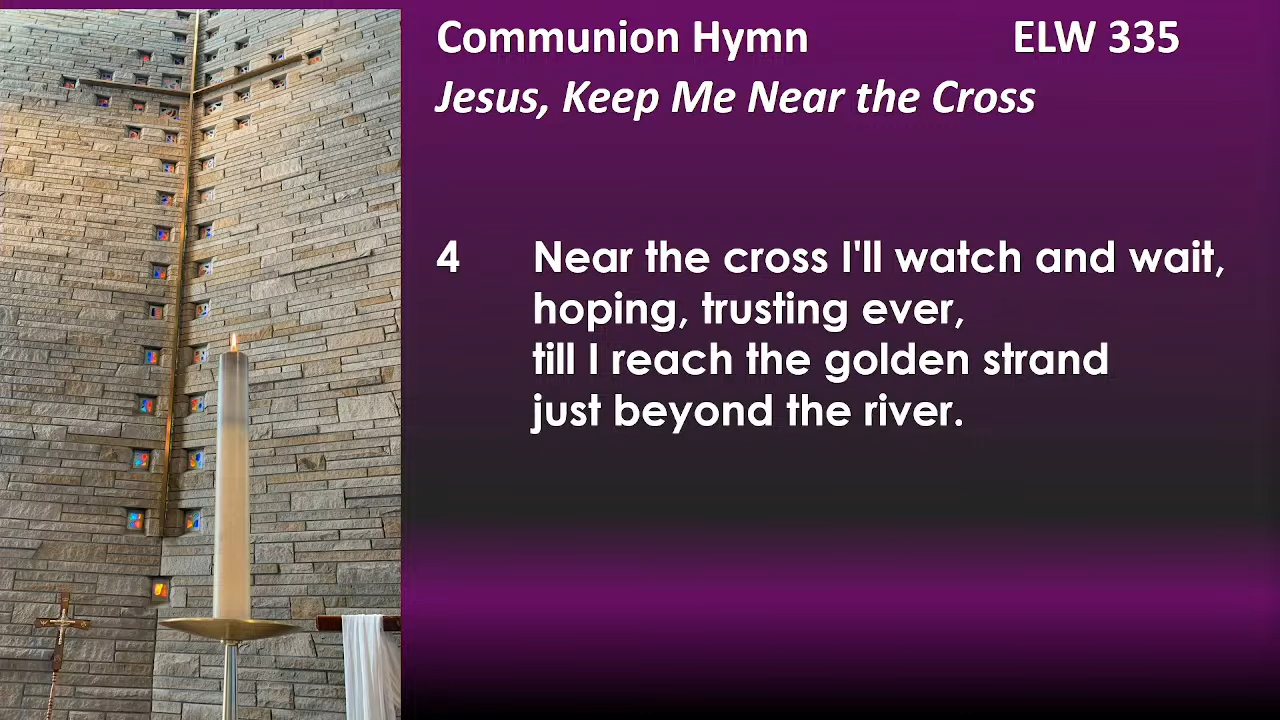 Communion Hymn ELW 335
Jesus, Keep Me Near the Cross
4 Near the cross I'll watch and wait,
hoping, trusting ever,
till I reach the golden strand
just beyond the river.